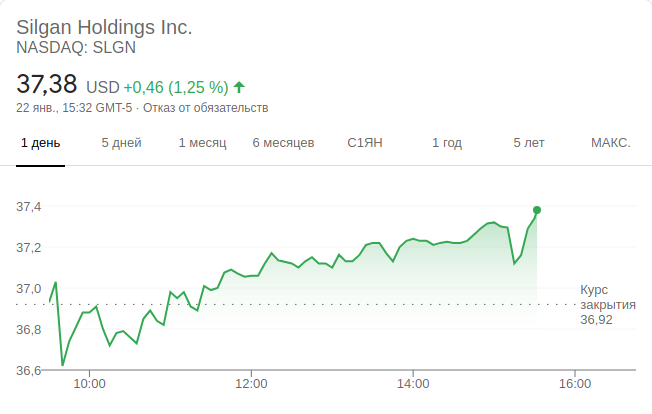 Silgan Holdings Inc.
NASDAQ: SLGN
37,38 USD +0,46 (1,25 %)
22 янв., 15:32 GMT-5 · Отказ от обязательств
1 день 5 дней 1 месяц 6 месяцев С1ЯН 1 год 5 лет МАКС.
37,4
37,2
37,0
36,8
36,6
Курс
закрытия
36,92
10:00 12:00 14:00 16:00